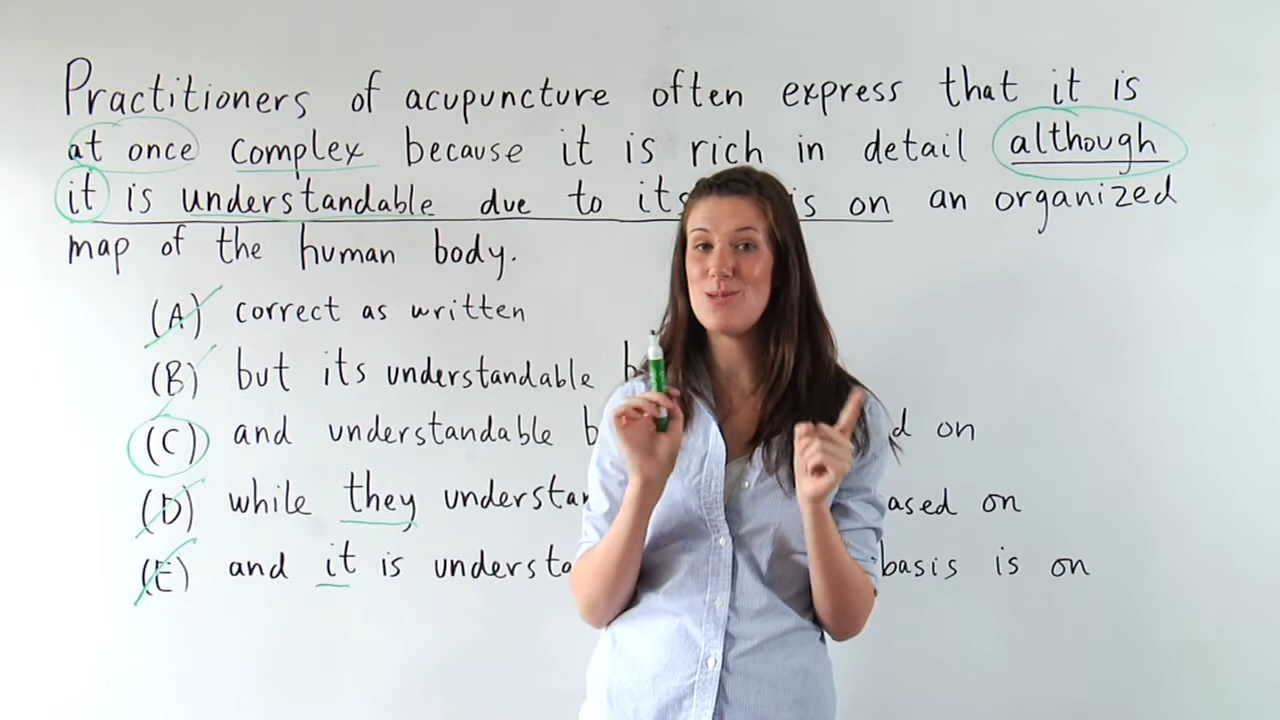 Practitioners of acupuncture often express that it is
at once complex because it is rich in detail although
it is understandable due to its is on an organized
map of the human body.
(A) correct as written
(B) but its understandable
(C) and understandable on
(D) while they on
(E) and it is basis is on